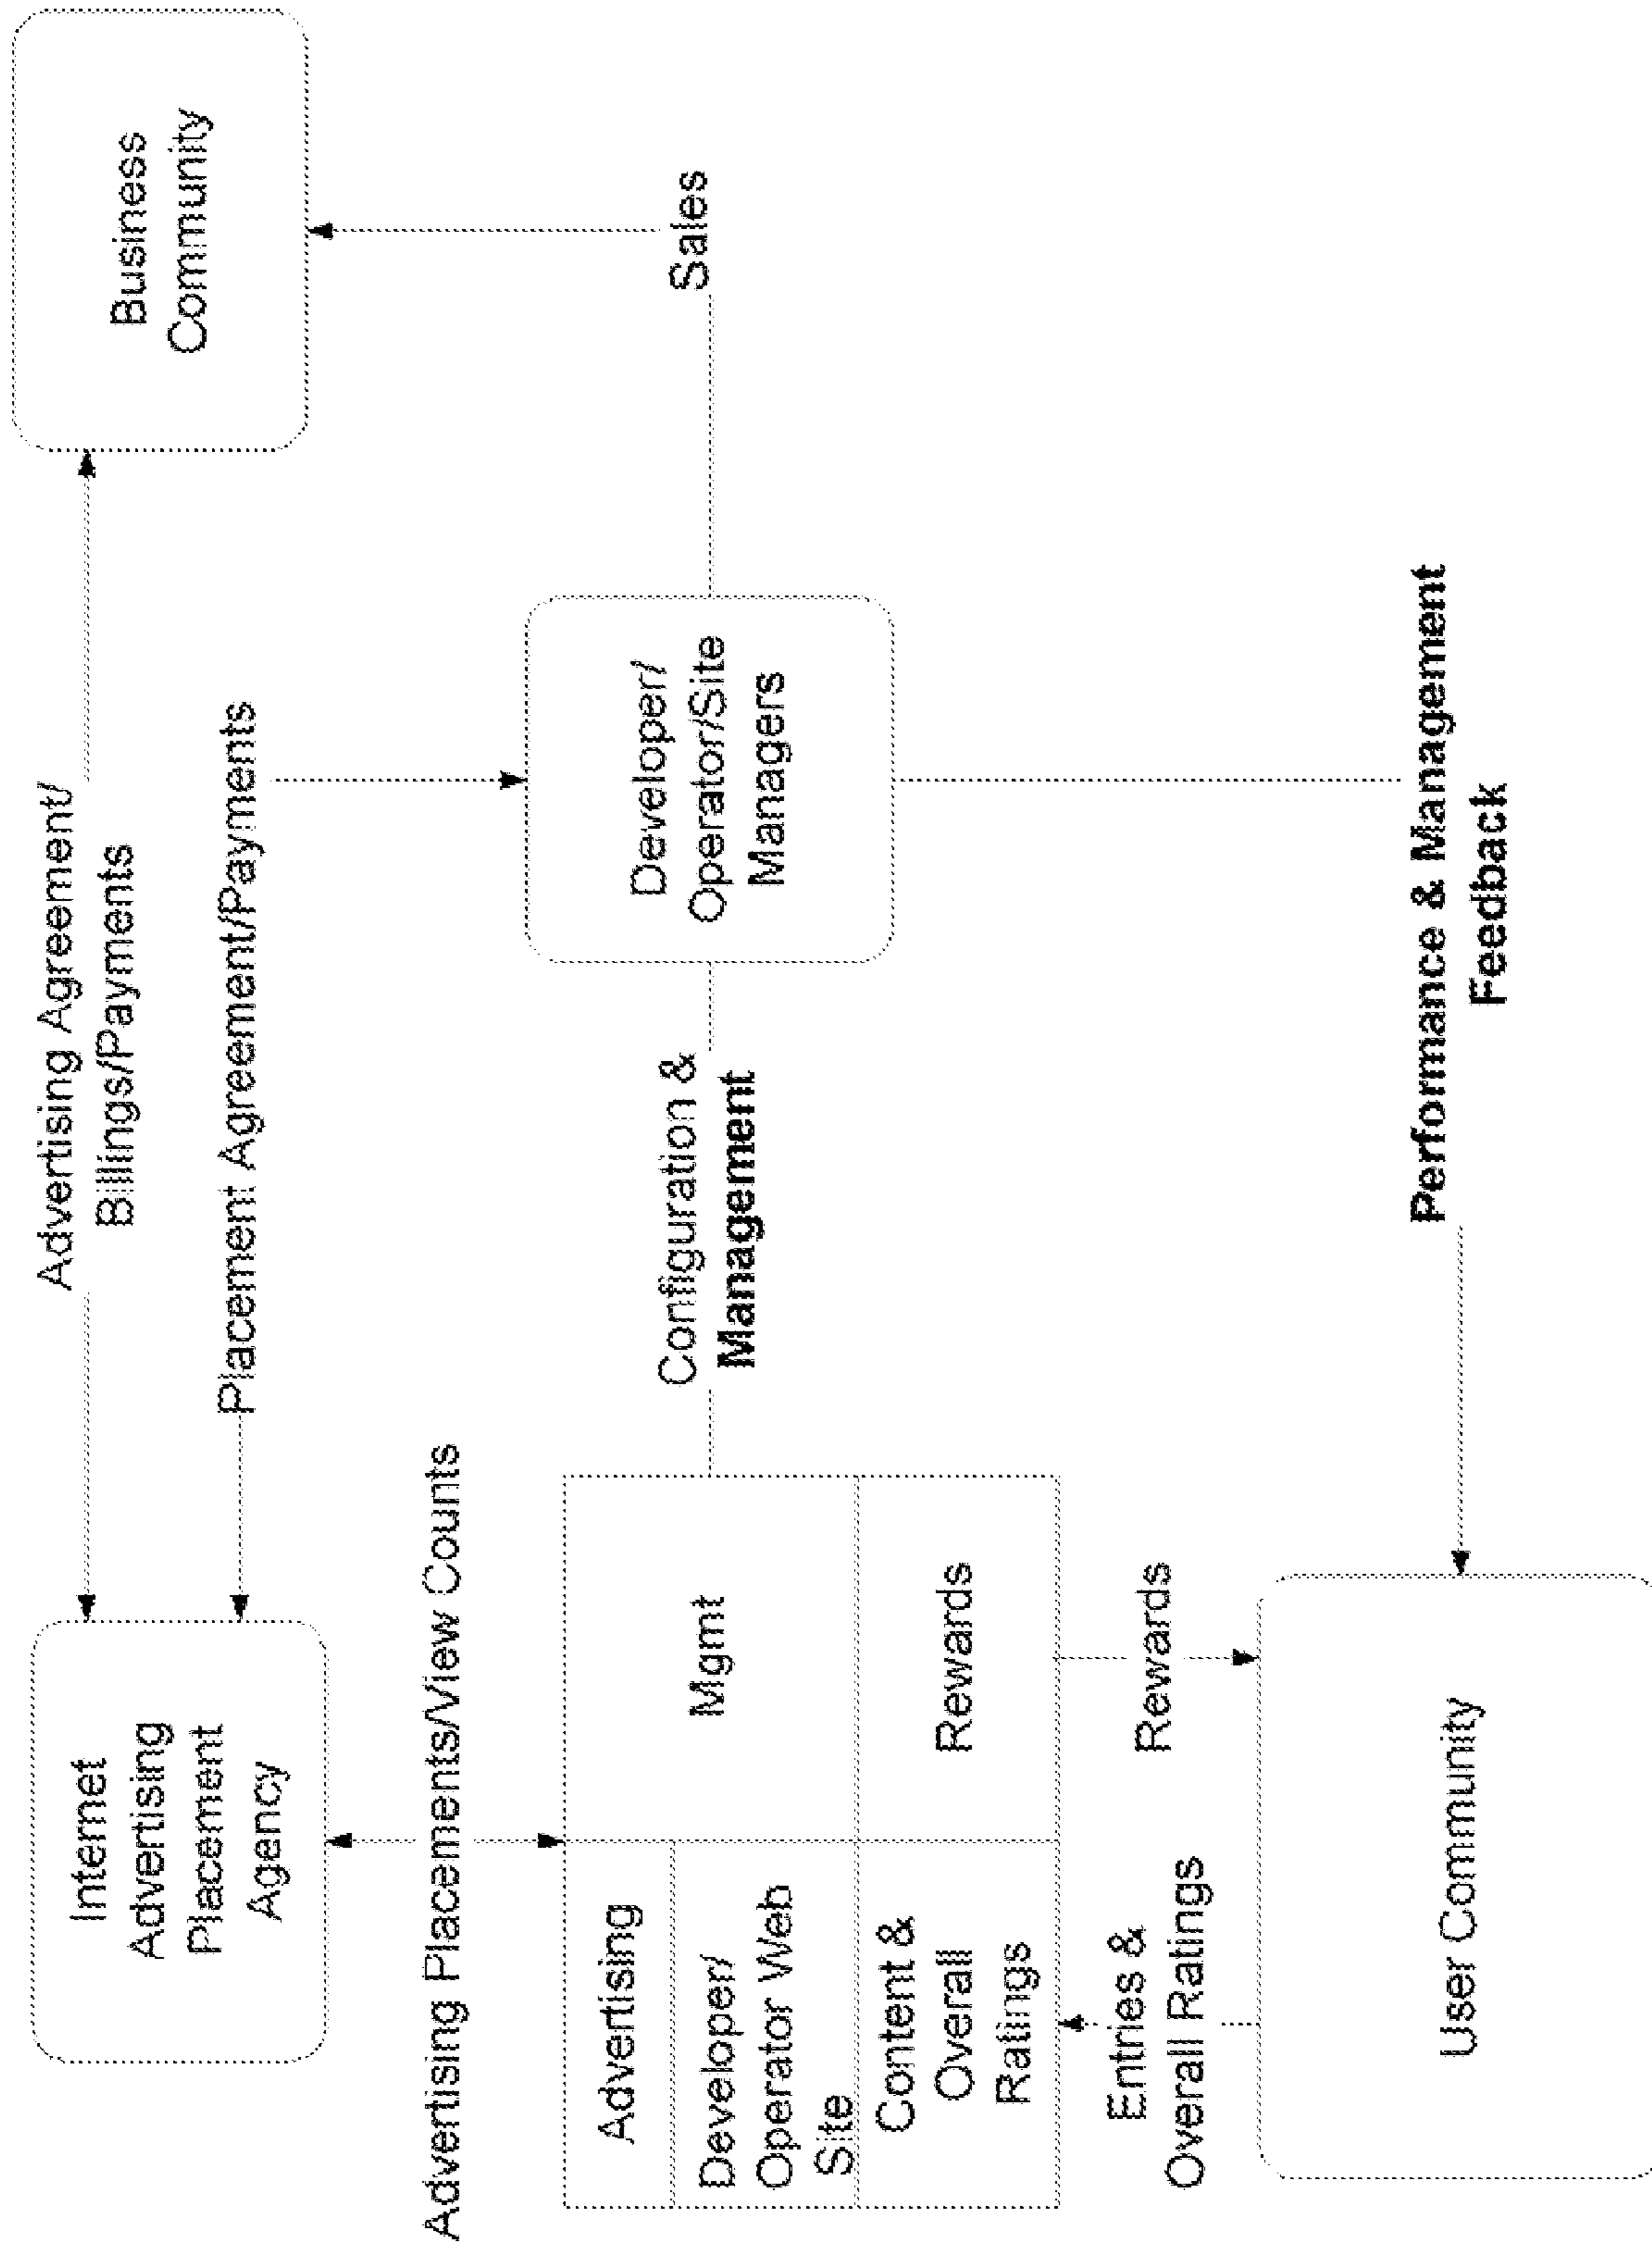 Advertising Agreement/
Billings/Payments
Internet
Advertising
Placement
Agency
Business
Community
Placement Agreement/Payments
Advertising Placements/View Counts
Sales
Advertising
Developer/
Operator Web
Site
Mgmt
Configuration &
Management
Developer/
Operator/Site
Managers
Content &
Overall
Ratings
Rewards
Entries &
Overall Ratings
Rewards
User Community
Performance & Management
Feedback